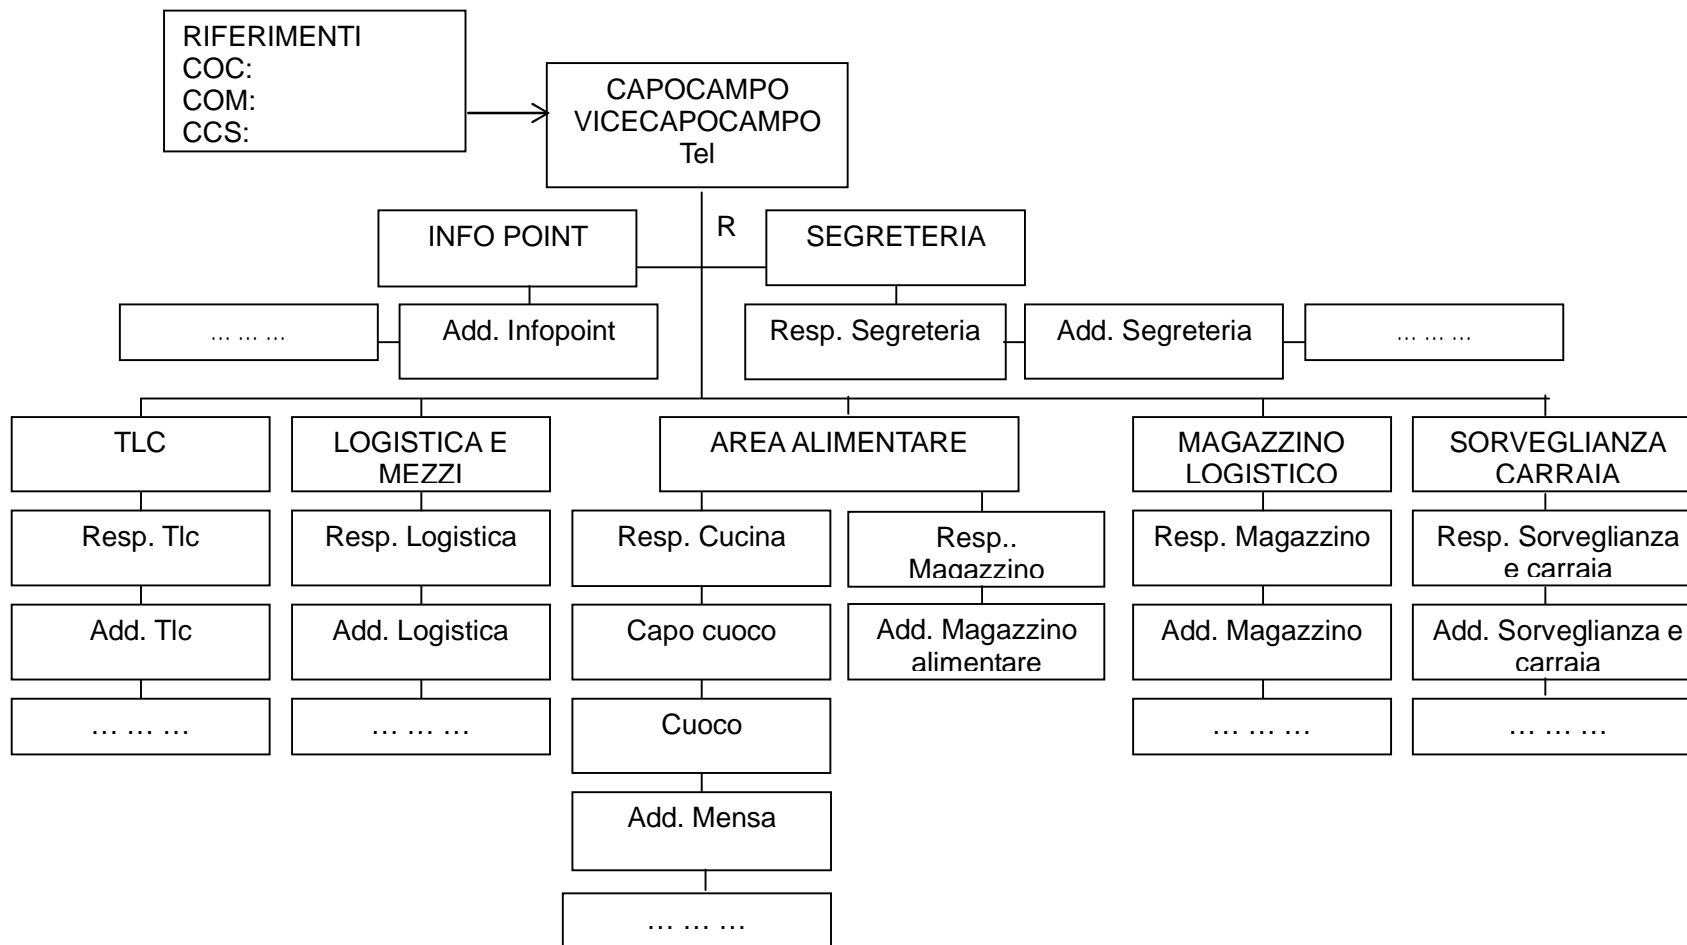 RIFERIMENTI
COC:
COM:
CCS:
CAPOCAMPO
VICECAPOCAMPO
Tel
R
INFO POINT
SEGRETERIA
... ... ...
Add. Infopoint
Resp. Segreteria
Add. Segreteria
... ... ...
TLC
LOGISTICA E
MEZZI
AREA ALIMENTARE
MAGAZZINO
LOGISTICO
SORVEGLIANZA
CARRAIA
Resp. Tlc
Resp. Logistica
Resp. Cucina
Resp..
Magazzino
Resp. Magazzino
Resp. Sorveglianza
e carraia
Add. Tlc
Add. Logistica
Capo cuoco
Add. Magazzino
alimentare
Add. Magazzino
Add. Sorveglianza e
carraia
... ... ...
... ... ...
Cuoco
... ... ...
... ... ...
Add. Mensa
... ... ...